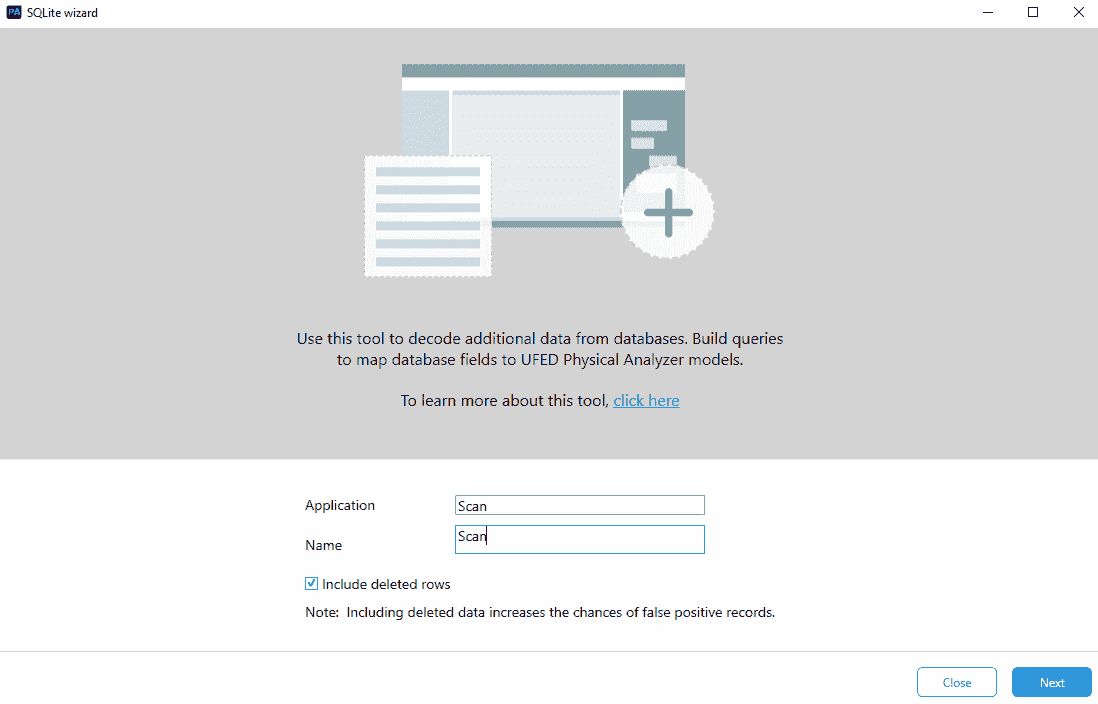 PA SQLite wizard
Use this tool to decode additional data from databases. Build queries
to map database fields to UFED Physical Analyzer models.
To learn more about this tool, click here
Application Scan
Name Scan
Include deleted rows
Note: Including deleted data increases the chances of false positive records.
Close Next